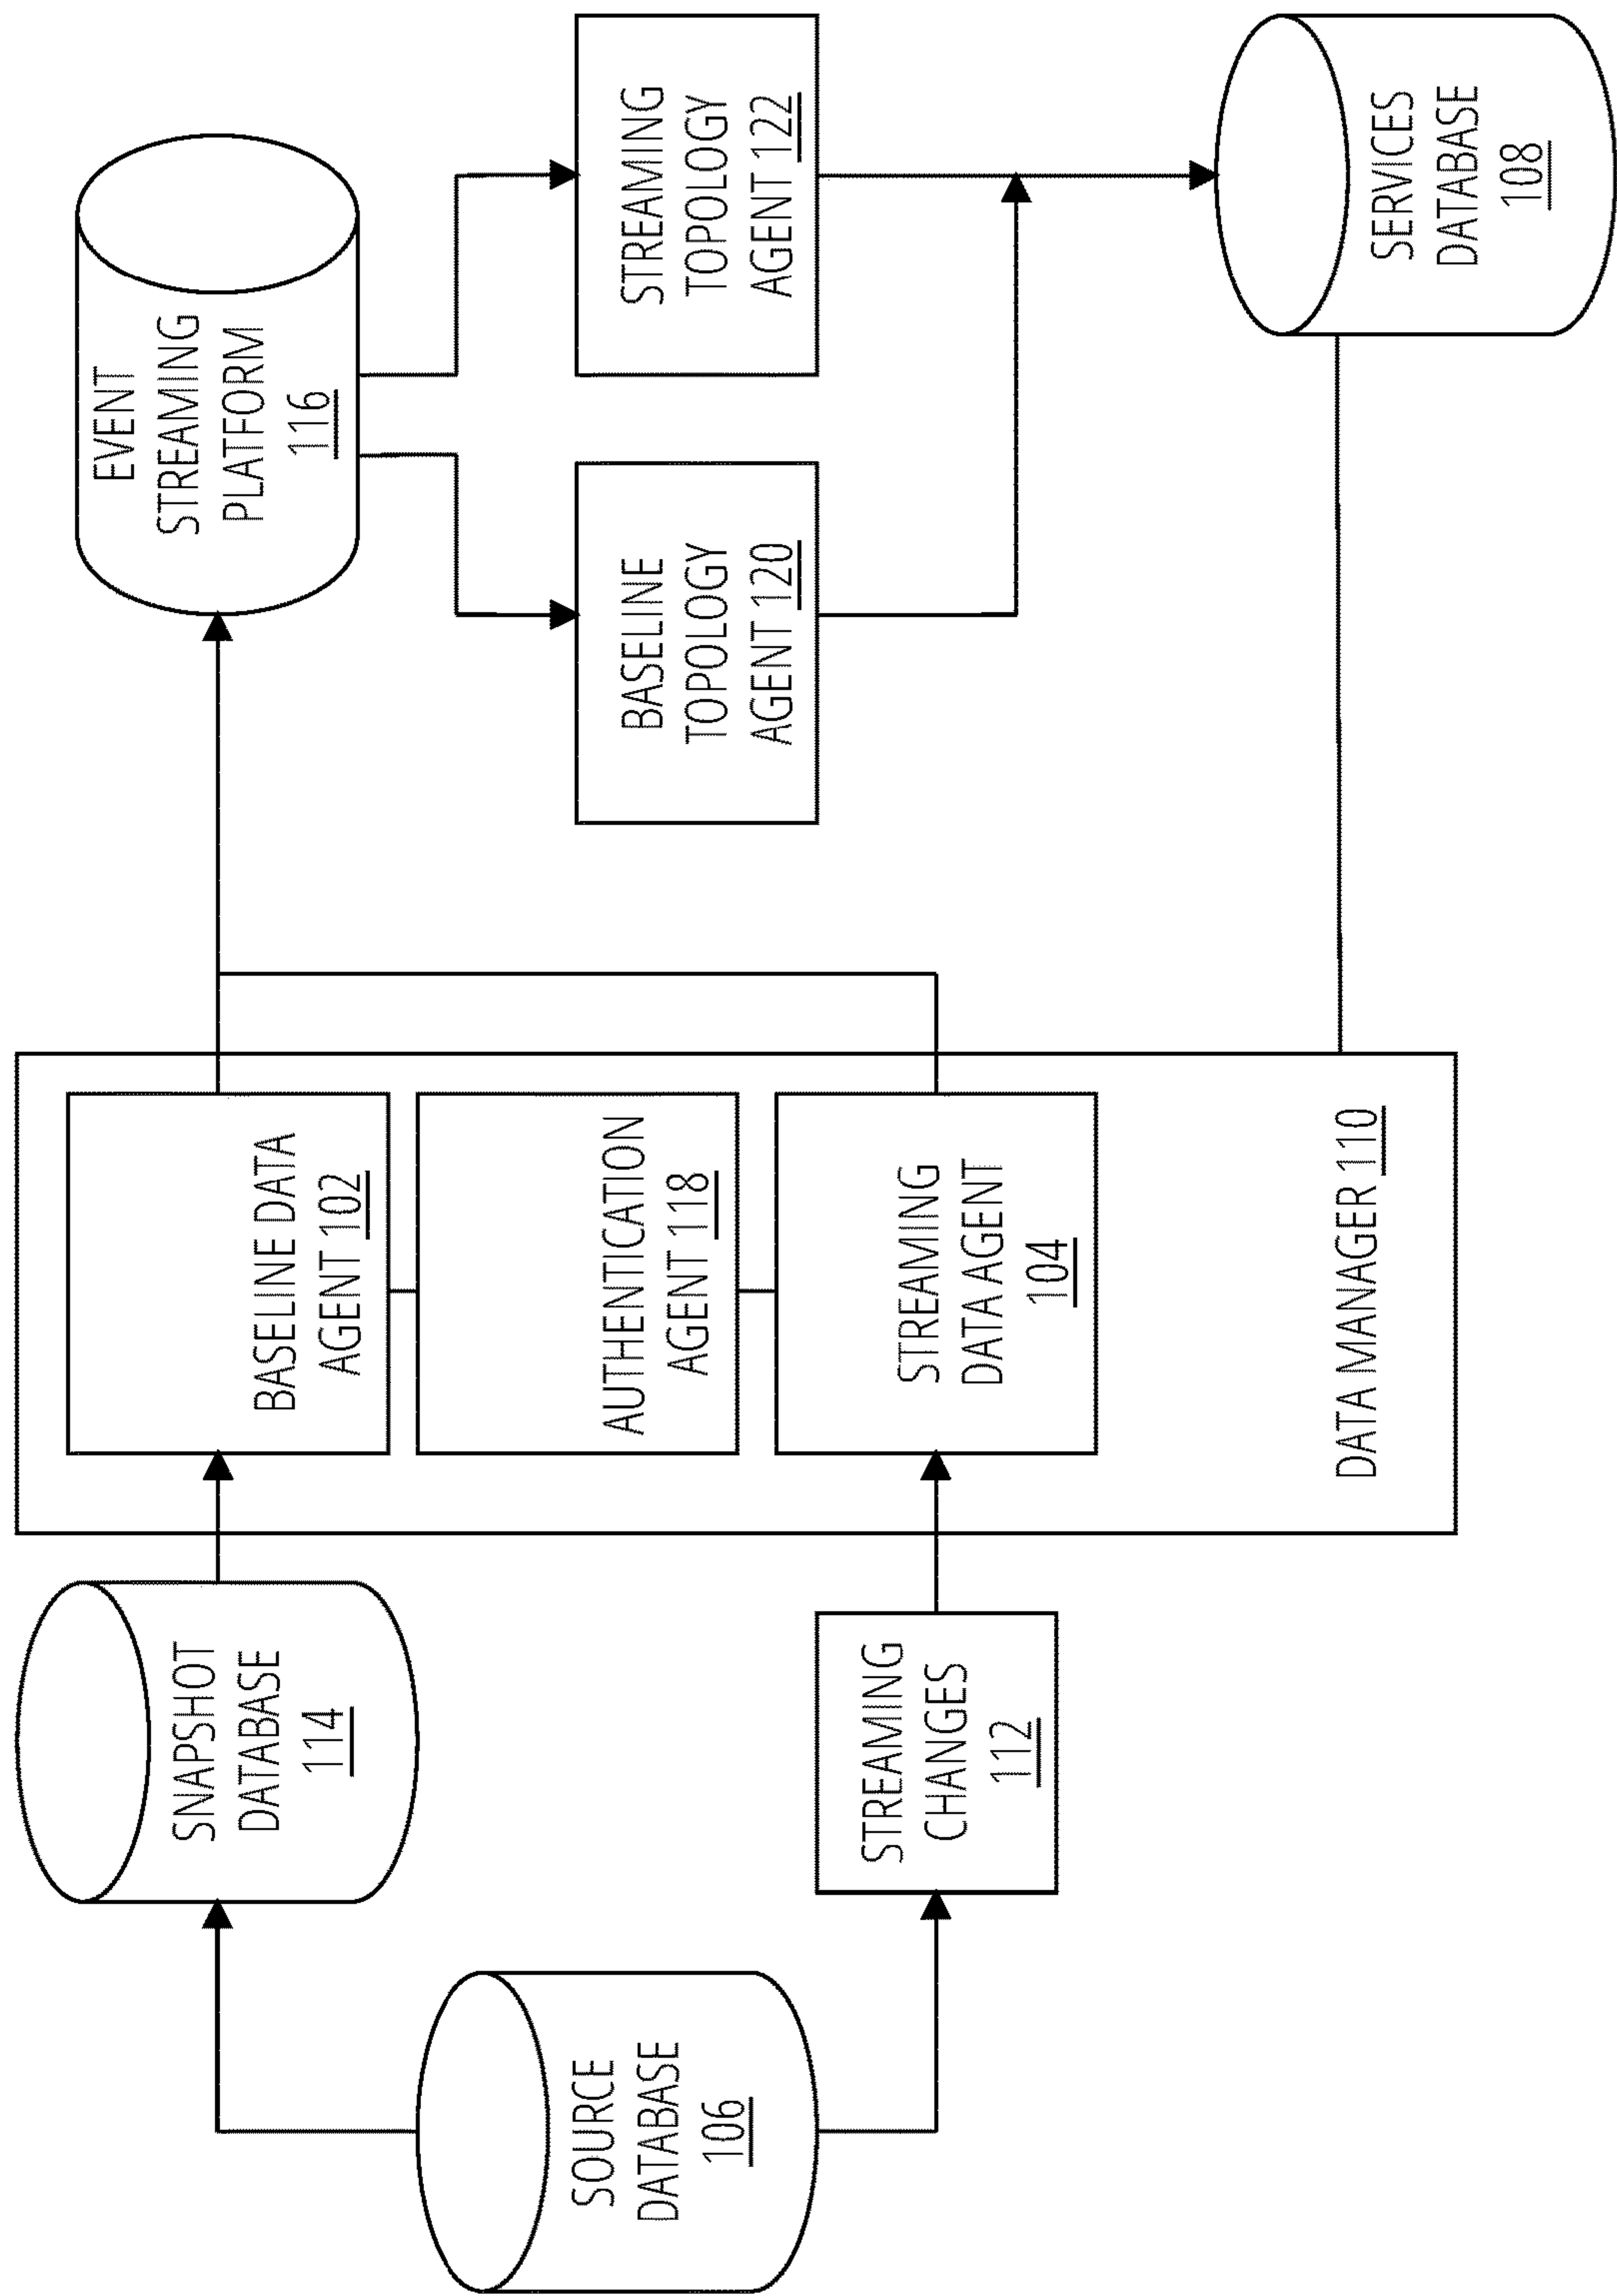 SNAPSHOT
DATABASE
114
SOURCE
DATABASE
106
STREAMING
CHANGES
112
BASELINE DATA
AGENT 102
AUTHENTICATION
AGENT 118
STREAMING
DATA AGENT
104
DATA MANAGER 110
EVENT
STREAMING
PLATFORM
116
BASELINE
TOPOLOGY
AGENT 120
STREAMING
TOPOLOGY
AGENT 122
SERVICES
DATABASE
108